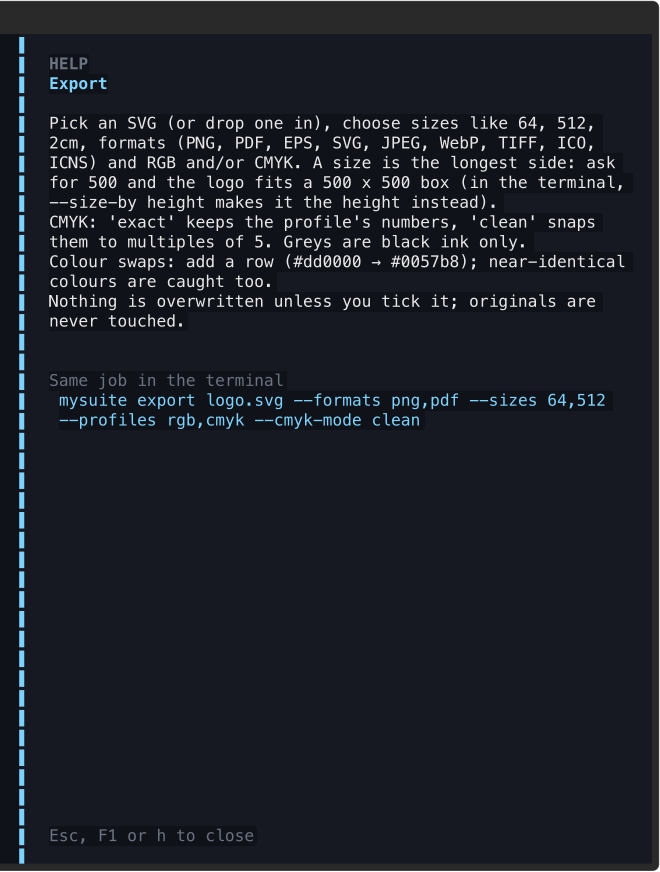 HELP
Export
Pick an SVG (or drop one in), choose sizes like 64, 512,
2cm, formats (PNG, PDF, EPS, SVG, JPEG, WebP, TIFF, ICO,
ICNS) and RGB and/or CMYK. A size is the longest side: ask
for 500 and the logo fits a 500 x 500 box (in the terminal,
--size-by height makes it the height instead).
CMYK: 'exact' keeps the profile's numbers, 'clean' snaps
them to multiples of 5. Greys are black ink only.
Colour swaps: add a row (#dd0000 → #0057b8); near-identical
colours are caught too.
Nothing is overwritten unless you tick it; originals are
never touched.
Same job in the terminal
mysuite export logo.svg --formats png,pdf --sizes 64,512
--profiles rgb,cmyk --cmyk-mode clean
Esc, F1 or h to close